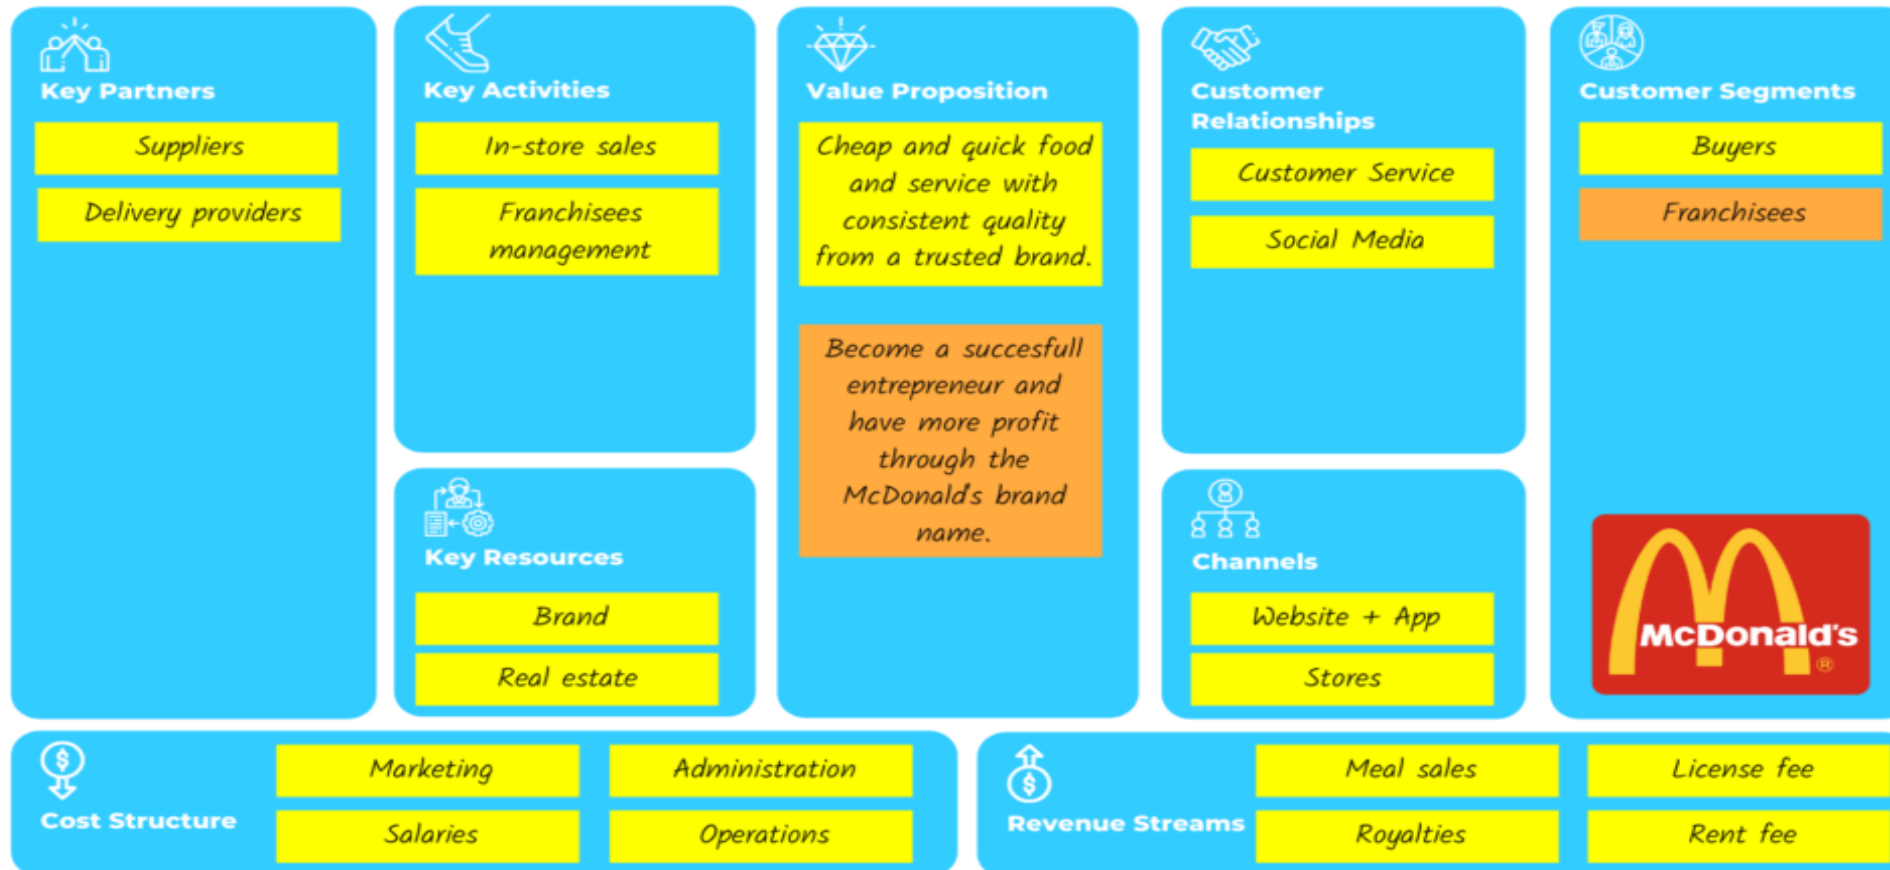 Key Partners
Suppliers
Delivery providers
Key Activities
In-store sales
Franchisees
management
Key Resources
Brand
Real estate
Value Proposition
Cheap and quick food
and service with
consistent quality
from a trusted brand.
Become a succesfull
entrepreneur and
have more profit
through the
McDonald's brand
name.
Customer
Relationships
Customer Service
Social Media
Channels
Website + App
Stores
Customer Segments
Buyers
Franchisees
McDonald's
®
Cost Structure
Marketing
Administration
Salaries
Operations
Revenue Streams
Meal sales
License fee
Royalties
Rent fee